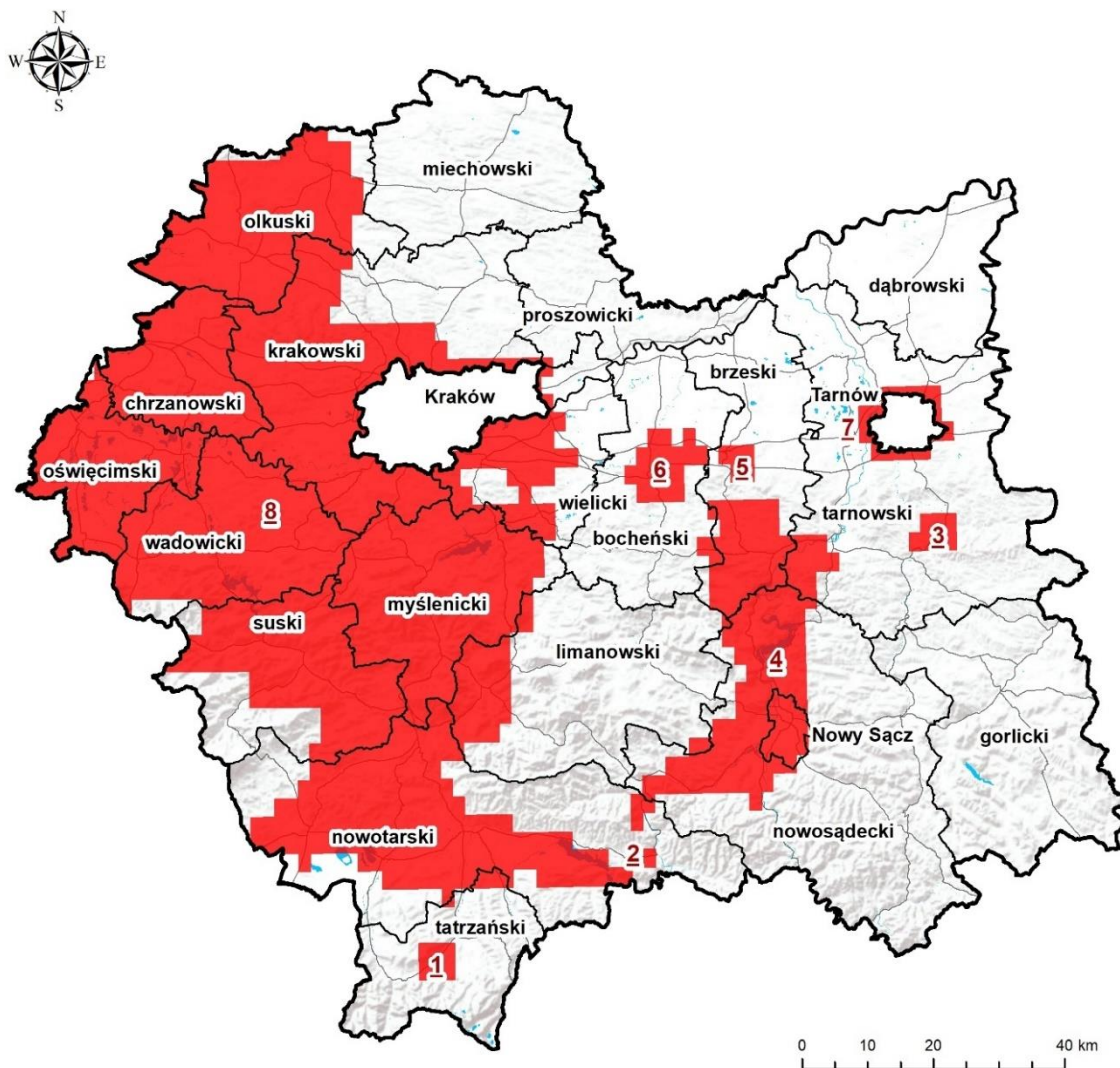 N
W E
S
miechowski
olkuski
dąbrowski
proszowicki
krakowski
brzeski
Kraków
Tarnów
chrzanowski
7
oświęcimski
6
5
wielicki
8
tarnowski
3
wadowicki
bocheński
suski
myślenicki
limanowski
4
Nowy Sącz
gorlicki
nowotarski
nowosądecki
2
tatrzański
1
0 10 20 40 km